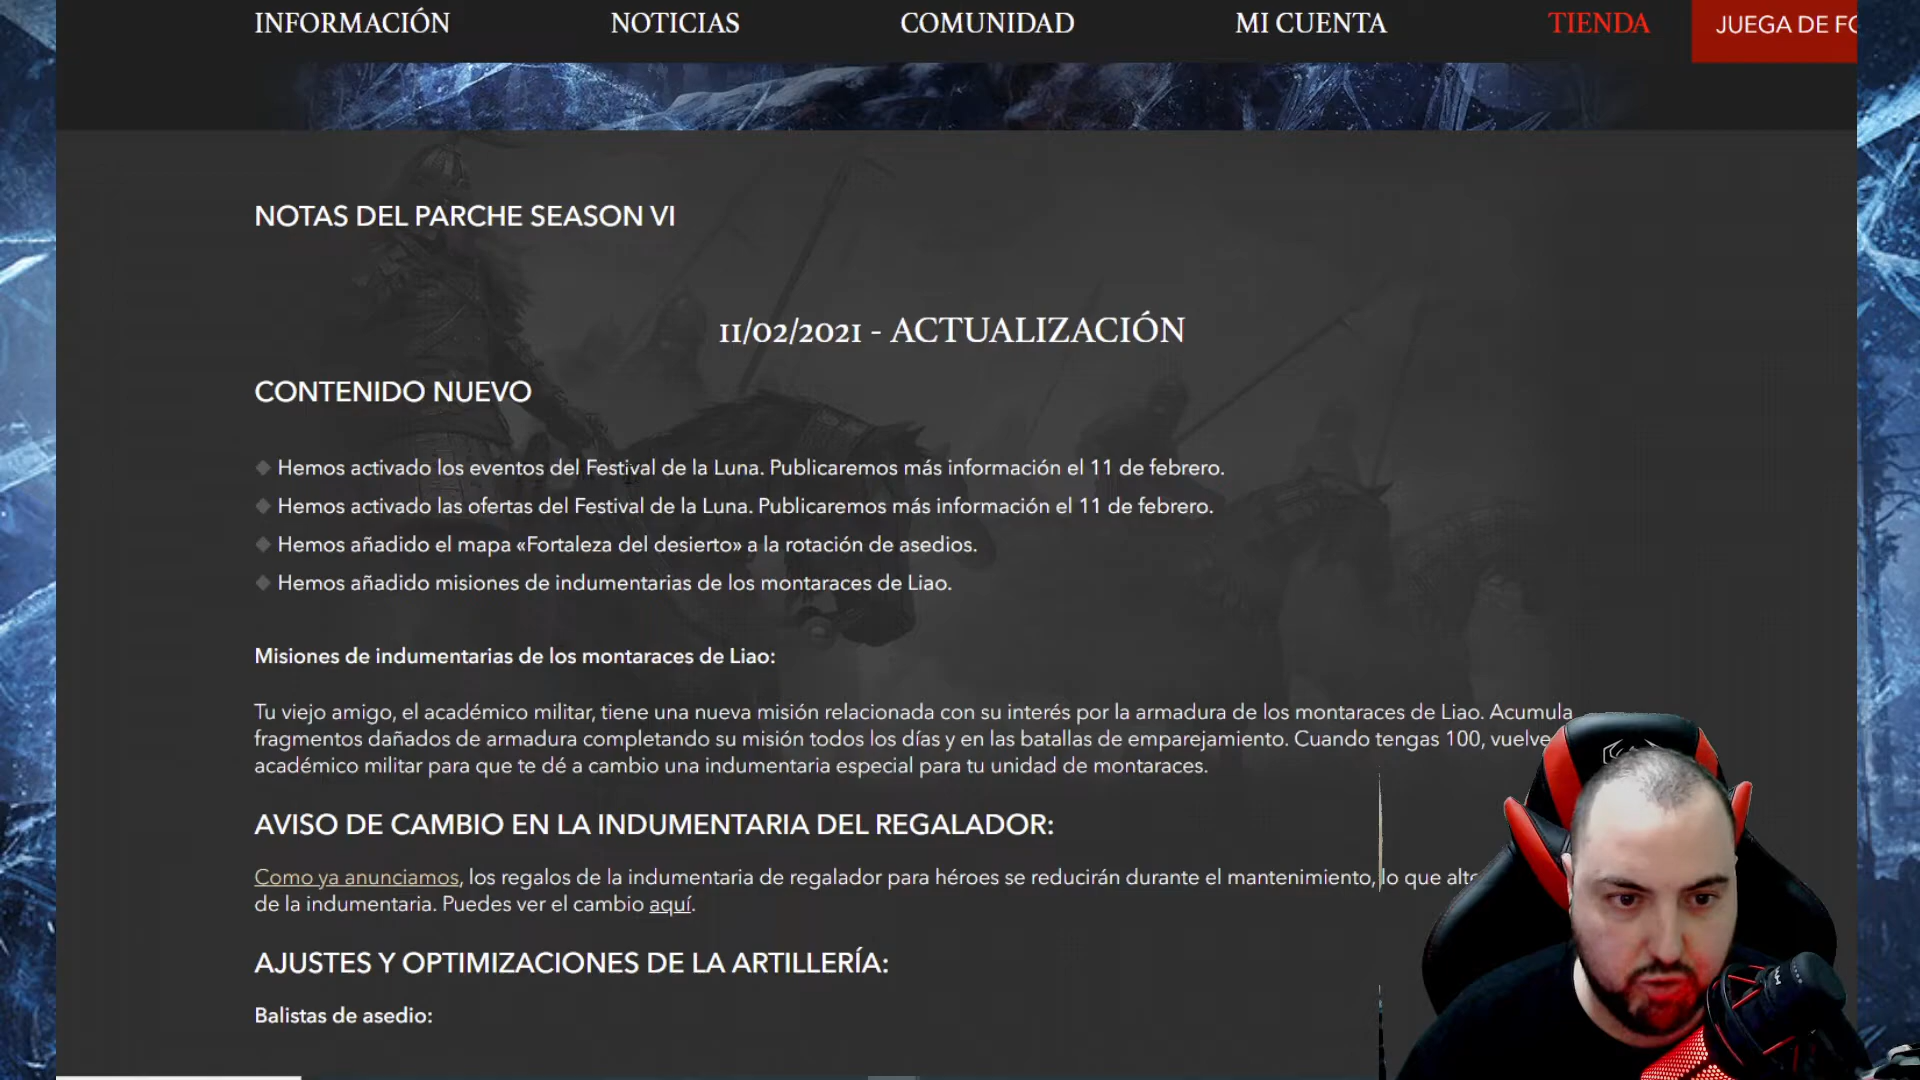 INFORMACIÓN NOTICIAS COMUNIDAD MI CUENTA TIENDA JUEGA DE
NOTAS DEL PARCHE SEASON VI
11/02/2021 - ACTUALIZACIÓN
CONTENIDO NUEVO
Hemos activado los eventos del Festival de la Luna. Publicaremos más información el 11 de febrero.
Hemos activado las ofertas del Festival de la Luna. Publicaremos más información el 11 de febrero.
Hemos añadido el mapa «Fortaleza del desierto» a la rotación de asedios.
Hemos añadido misiones de indumentarias de los montaraces de Liao.
Misiones de indumentarias de los montaraces de Liao:
Tu viejo amigo, el académico militar, tiene una nueva misión relacionada con su interés por la armadura de los montaraces de Liao. Acumula
fragmentos dañados de armadura completando su misión todos los días y en las batallas de emparejamiento. Cuando tengas 100, vuelve
académico militar para que te dé a cambio una indumentaria especial para tu unidad de montaraces.
AVISO DE CAMBIO EN LA INDUMENTARIA DEL REGALADOR:
Como ya anunciamos, los regalos de la indumentaria de regalador para héroes se reducirán durante el mantenimiento, lo que
de la indumentaria. Puedes ver el cambio aquí.
AJUSTES Y OPTIMIZACIONES DE LA ARTILLERÍA:
Balistas de asedio: